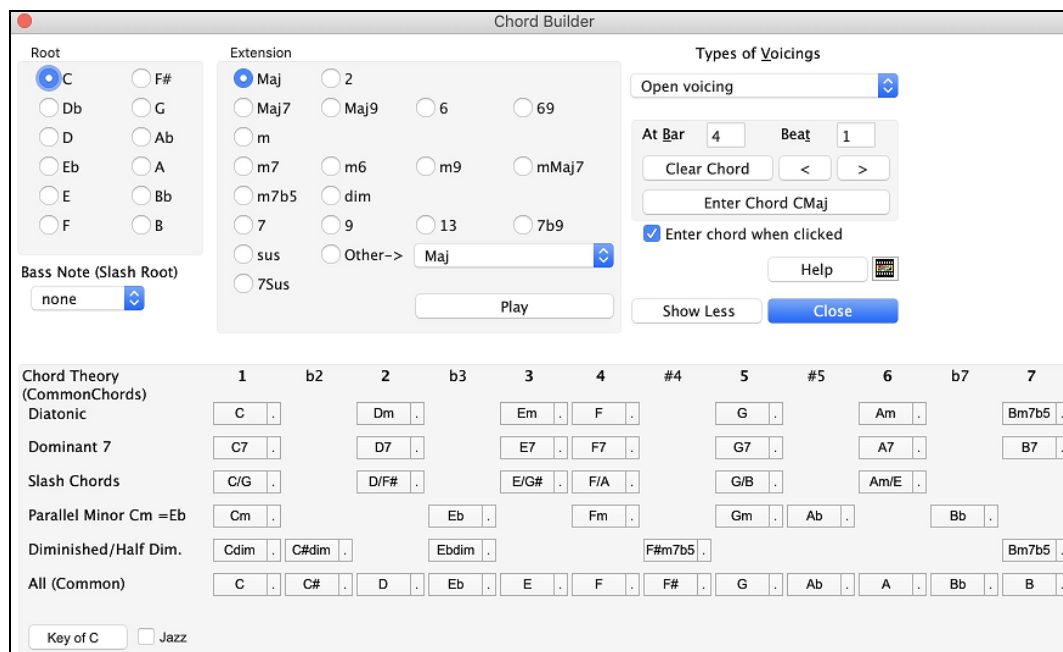 Chord Builder
Root
C F#
Db G
D Ab
Eb A
E Bb
F B
Bass Note (Slash Root)
none
Extension
Maj 2
Maj7 Maj9 6 69
m
m7 m6 m9 mMaj7
m7b5 dim
7 9 13 7b9
sus Other-> Maj
7Sus
Play
Types of Voicings
Open voicing
At Bar 4 Beat 1
Clear Chord < >
Enter Chord CMaj
Enter chord when clicked
Help
Show Less Close
Chord Theory 1 b2 2 b3 3 4 #4 5 #5 6 b7 7
(CommonChords)
Diatonic C . Dm . Em . F . G . Am . Bm7b5 .
Dominant 7 C7 . D7 . E7 . F7 . G7 . A7 . B7 .
Slash Chords C/G . D/F# . E/G# . F/A . G/B . Am/E .
Parallel Minor Cm =Eb Cm . Eb . Fm . Gm . Ab . Bb .
Diminished/Half Dim. Cdim . C#dim . Ebdim . F#m7b5 . Bm7b5 .
All (Common) C . C# . D . Eb . E . F . F# . G . Ab . A . Bb . B .
Key of C Jazz